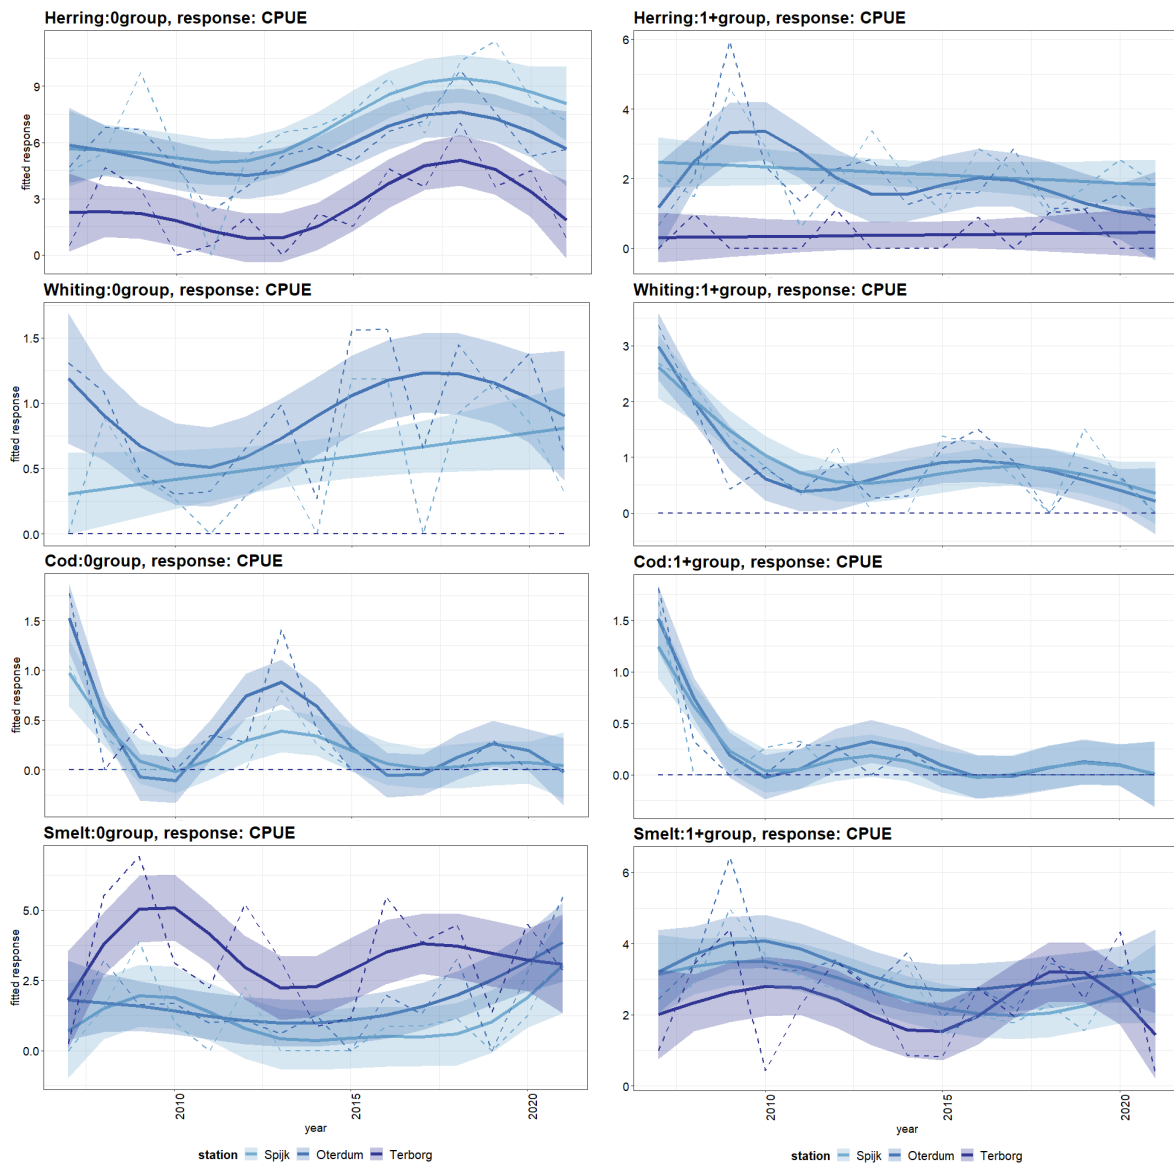 Herring:0group, response: CPUE
fitted response
9
6
3
0
Herring:1+group, response: CPUE
6
4
2
0
Whiting:0group, response: CPUE
fitted response
1.5
1.0
0.5
0.0
Whiting:1+group, response: CPUE
3
2
1
0
Cod:0group, response: CPUE
fitted response
1.5
1.0
0.5
0.0
Cod:1+group, response: CPUE
1.5
1.0
0.5
0.0
Smelt:0group, response: CPUE
fitted response
5.0
2.5
0.0
2010
2015
2020
year
station Spijk Oterdum Terborg
Smelt:1+group, response: CPUE
6
4
2
0
2010
2015
2020
year
station Spijk Oterdum Terborg